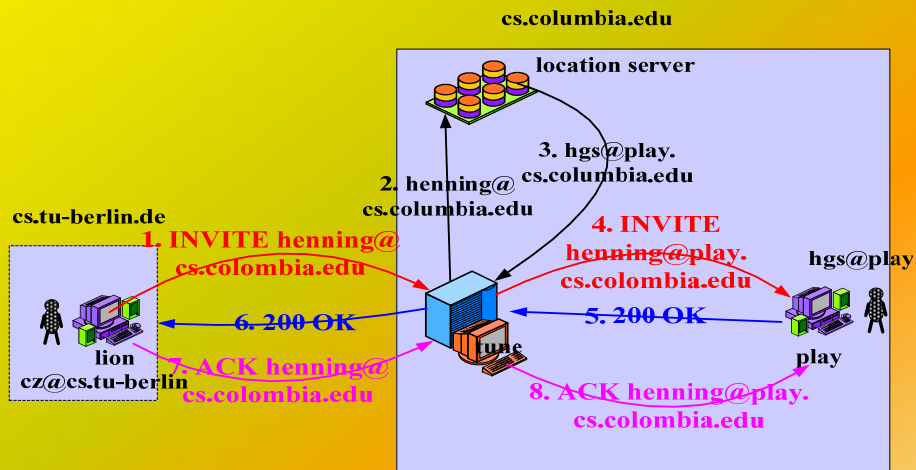 cs.columbia.edu
location server
3. hgs@play.
cs.columbia.edu
2. henning@
cs.columbia.edu
cs.tu-berlin.de
1. INVITE henning@
cs.colombia.edu
4. INVITE
henning@play.
cs.colombia.edu
hgs@play
6. 200 OK
5. 200 OK
tune
lion
cz@cs.tu-berlin
play
7. ACK henning@
cs.colombia.edu
8. ACK henning@play.
cs.colombia.edu